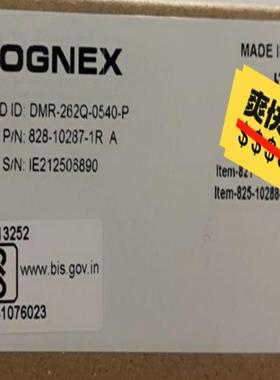 OGNEX
D ID: DMR-262Q-0540-P
P/N: 828-10287-1R A
S/N: IE212506890
MADE I
爽快
$$$
Item-821
Item-825-10288
13252
www.bis.gov.in
1076023